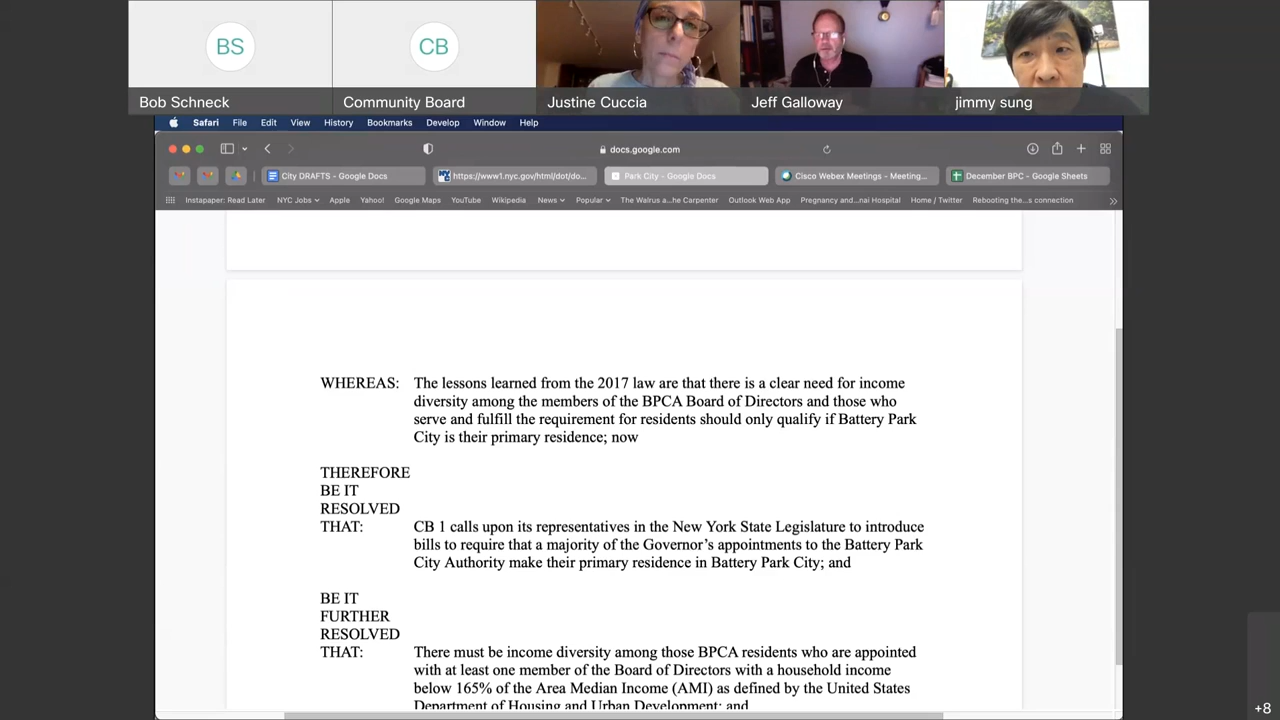 BS
CB
Bob Schneck
Community Board
Justine Cuccia
Jeff Galloway
jimmy sung
Safari File Edit View History Bookmarks Develop Window Help
docs.google.com
City DRAFTS - Google Docs
https://www1.nyc.gov/html/dot/do...
Park City - Google Docs
Cisco Webex Meetings - Meeting...
December BPC - Google Sheets
Instapaper: Read Later NYC Jobs Apple Yahoo! Google Maps YouTube Wikipedia News Popular The Walrus a...he Carpenter Outlook Web App Pregnancy and...nai Hospital Home / Twitter Rebooting the...s connection
WHEREAS: The lessons learned from the 2017 law are that there is a clear need for income
diversity among the members of the BPCA Board of Directors and those who
serve and fulfill the requirement for residents should only qualify if Battery Park
City is their primary residence; now
THEREFORE
BE IT
RESOLVED
THAT: CB 1 calls upon its representatives in the New York State Legislature to introduce
bills to require that a majority of the Governor’s appointments to the Battery Park
City Authority make their primary residence in Battery Park City; and
BE IT
FURTHER
RESOLVED
THAT: There must be income diversity among those BPCA residents who are appointed
with at least one member of the Board of Directors with a household income
below 165% of the Area Median Income (AMI) as defined by the United States
Department of Housing and Urban Development; and
+8